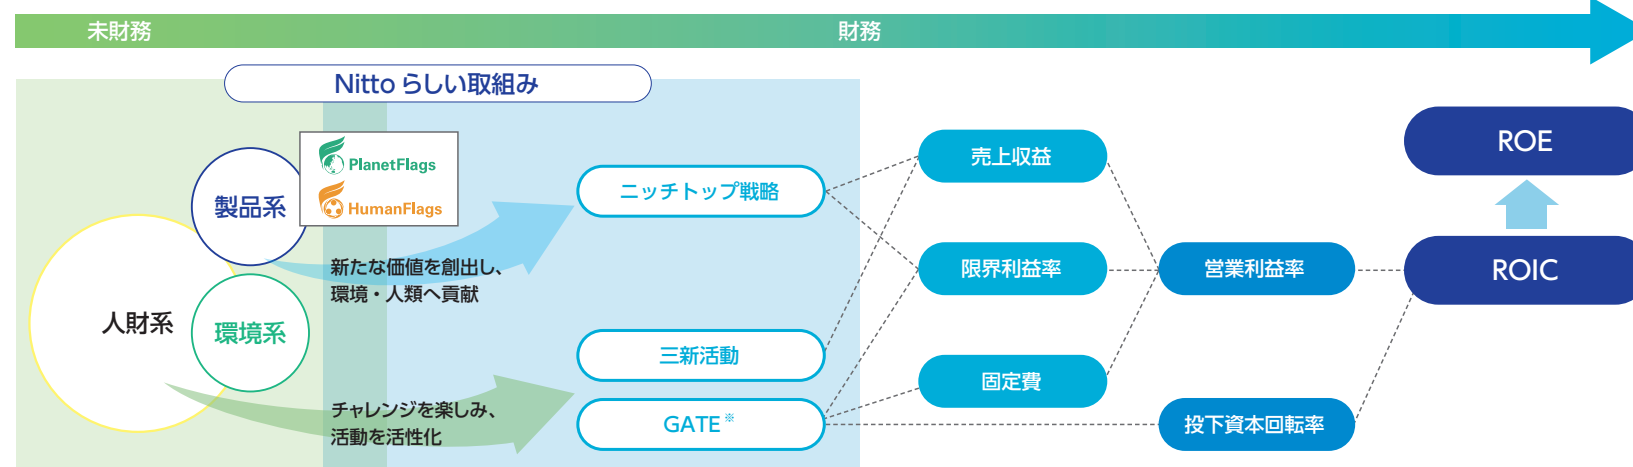 未財務
財務
Nitto らしい取組み
PlanetFlags
HumanFlags
製品系
人財系
環境系
新たな価値を創出し、
環境・人類へ貢献
チャレンジを楽しみ、
活動を活性化
ニッチトップ戦略
三新活動
GATE※
売上収益
限界利益率
固定費
営業利益率
投下資本回転率
ROE
ROIC